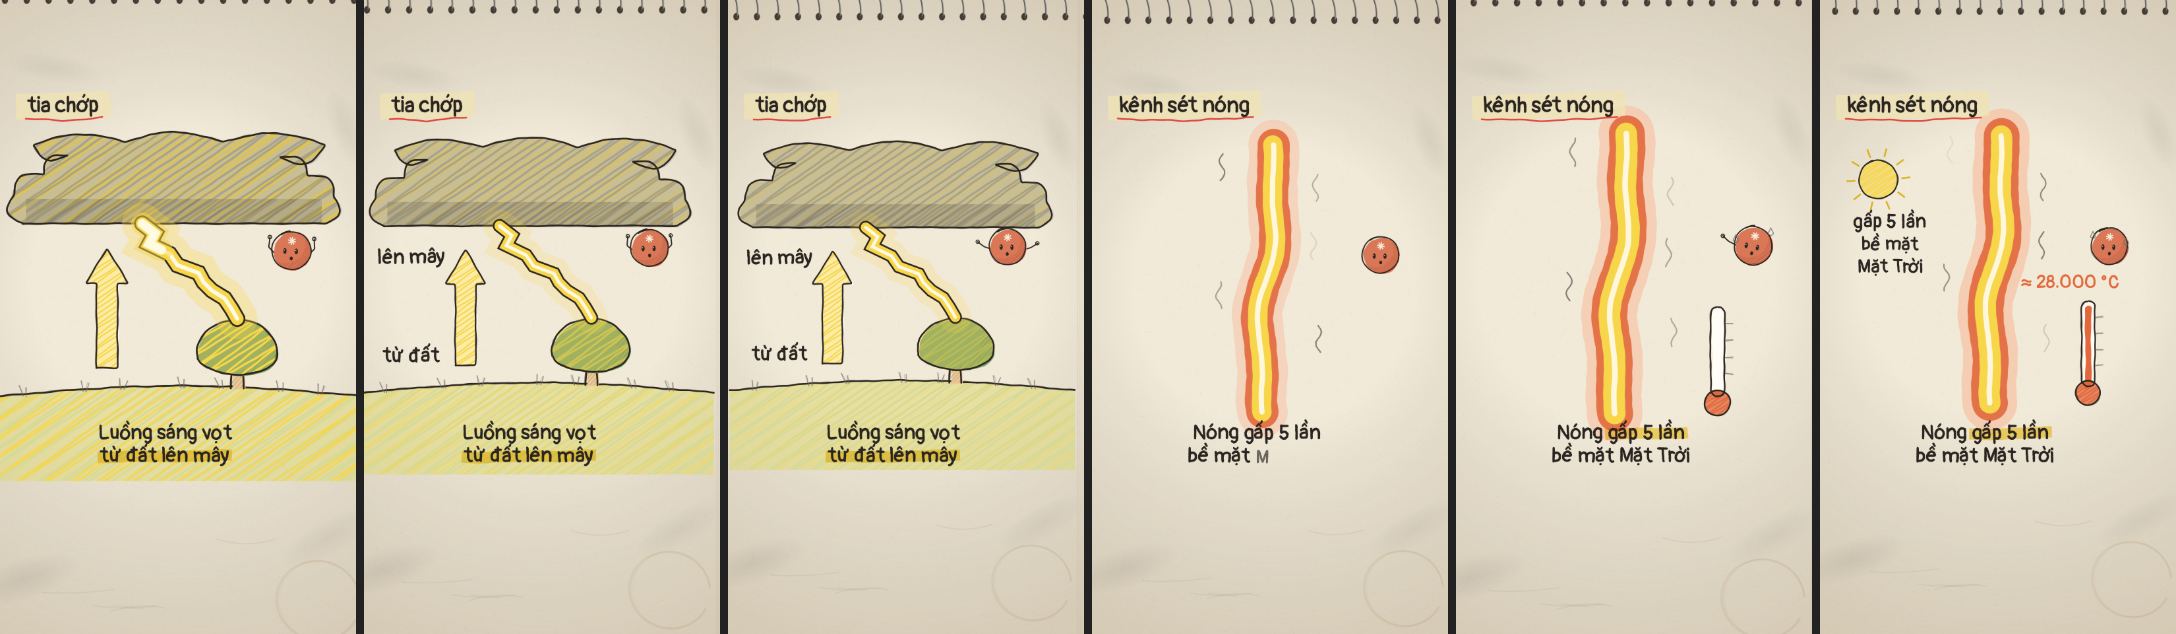 tia chớp
Luồng sáng vọt
từ đất lên mây
tia chớp
lên mây
từ đất
Luồng sáng vọt
từ đất lên mây
tia chớp
lên mây
từ đất
Luồng sáng vọt
từ đất lên mây
kênh sét nóng
Nóng gấp 5 lần
bề mặt M
kênh sét nóng
Nóng gấp 5 lần
bề mặt Mặt Trời
kênh sét nóng
gấp 5 lần
bề mặt
Mặt Trời
≈ 28.000 °C
Nóng gấp 5 lần
bề mặt Mặt Trời